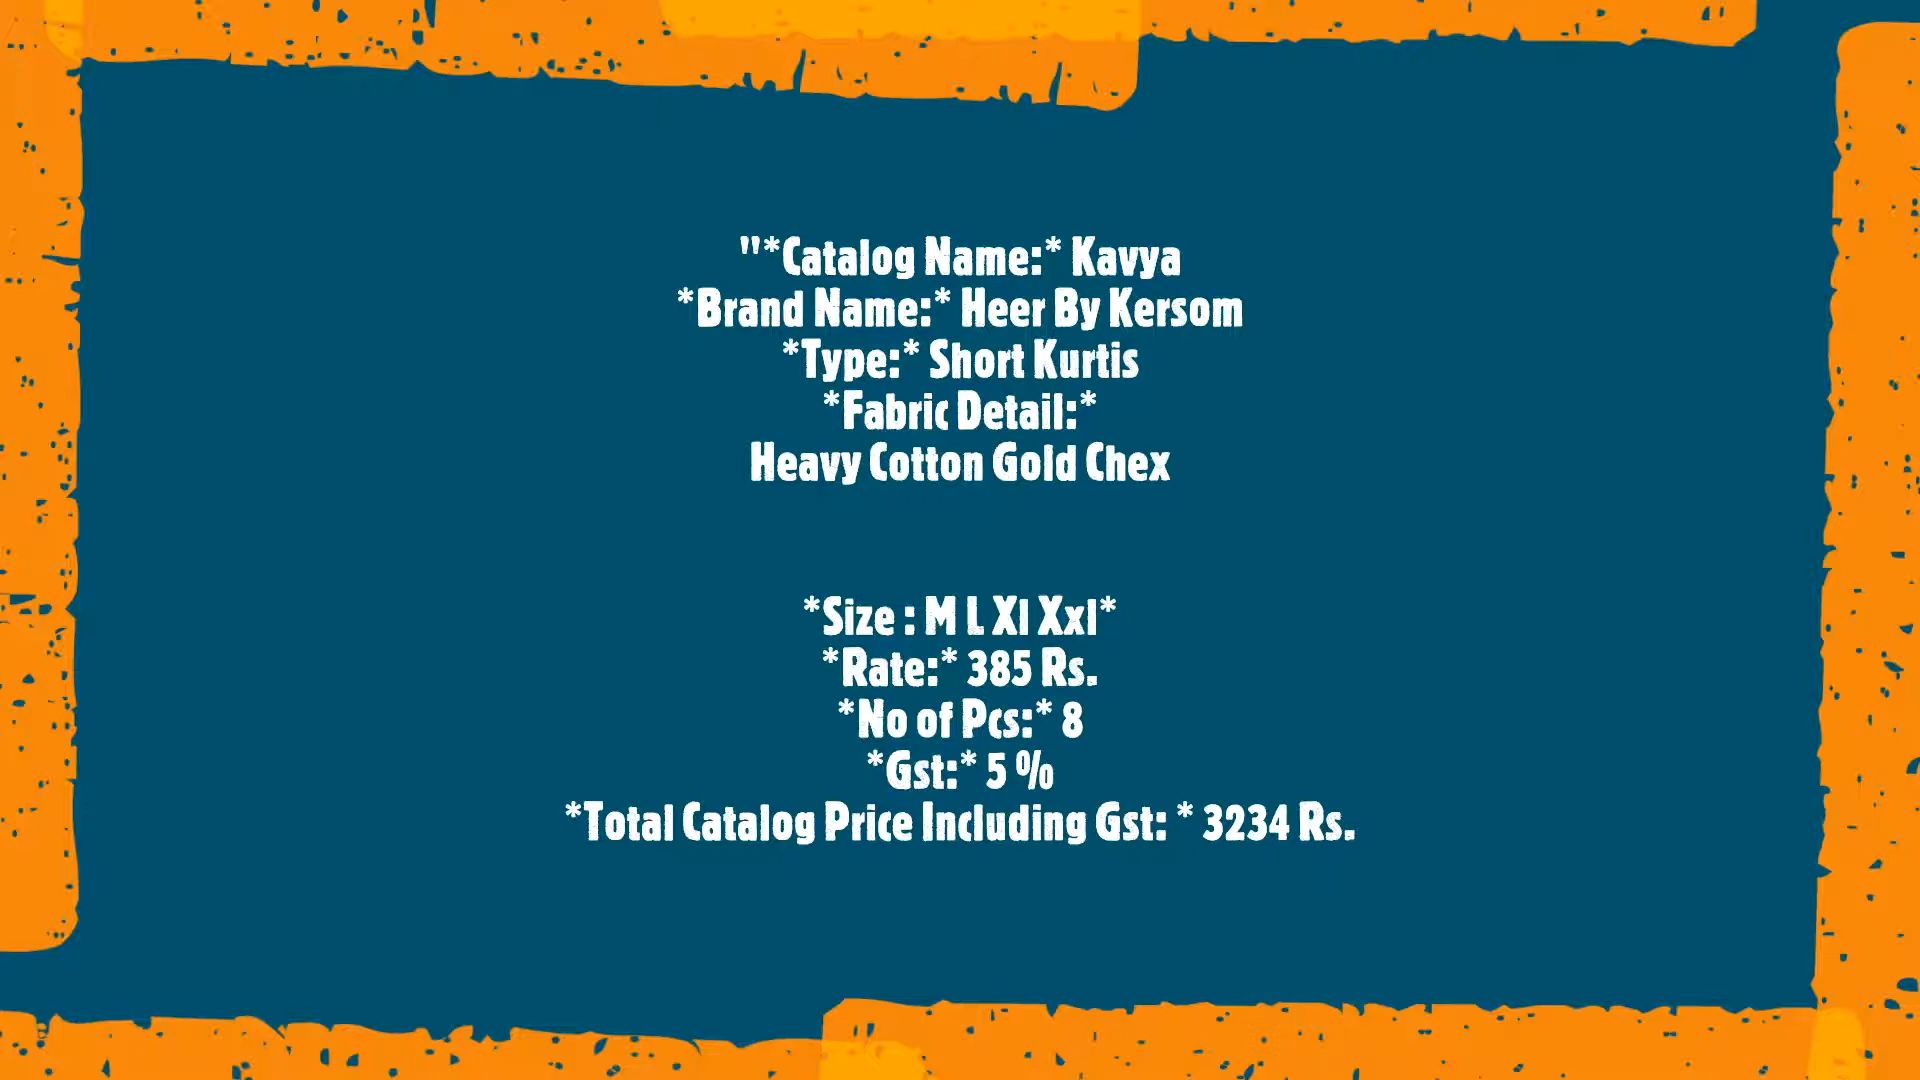 "*Catalog Name:* Kavya
*Brand Name:* Heer By Kersom
*Type:* Short Kurtis
*Fabric Detail:*
Heavy Cotton Gold Chex
*Size : M L Xl Xxl*
*Rate:* 385 Rs.
*No of Pcs:* 8
*Gst:* 5 %
*Total Catalog Price Including Gst: * 3234 Rs.